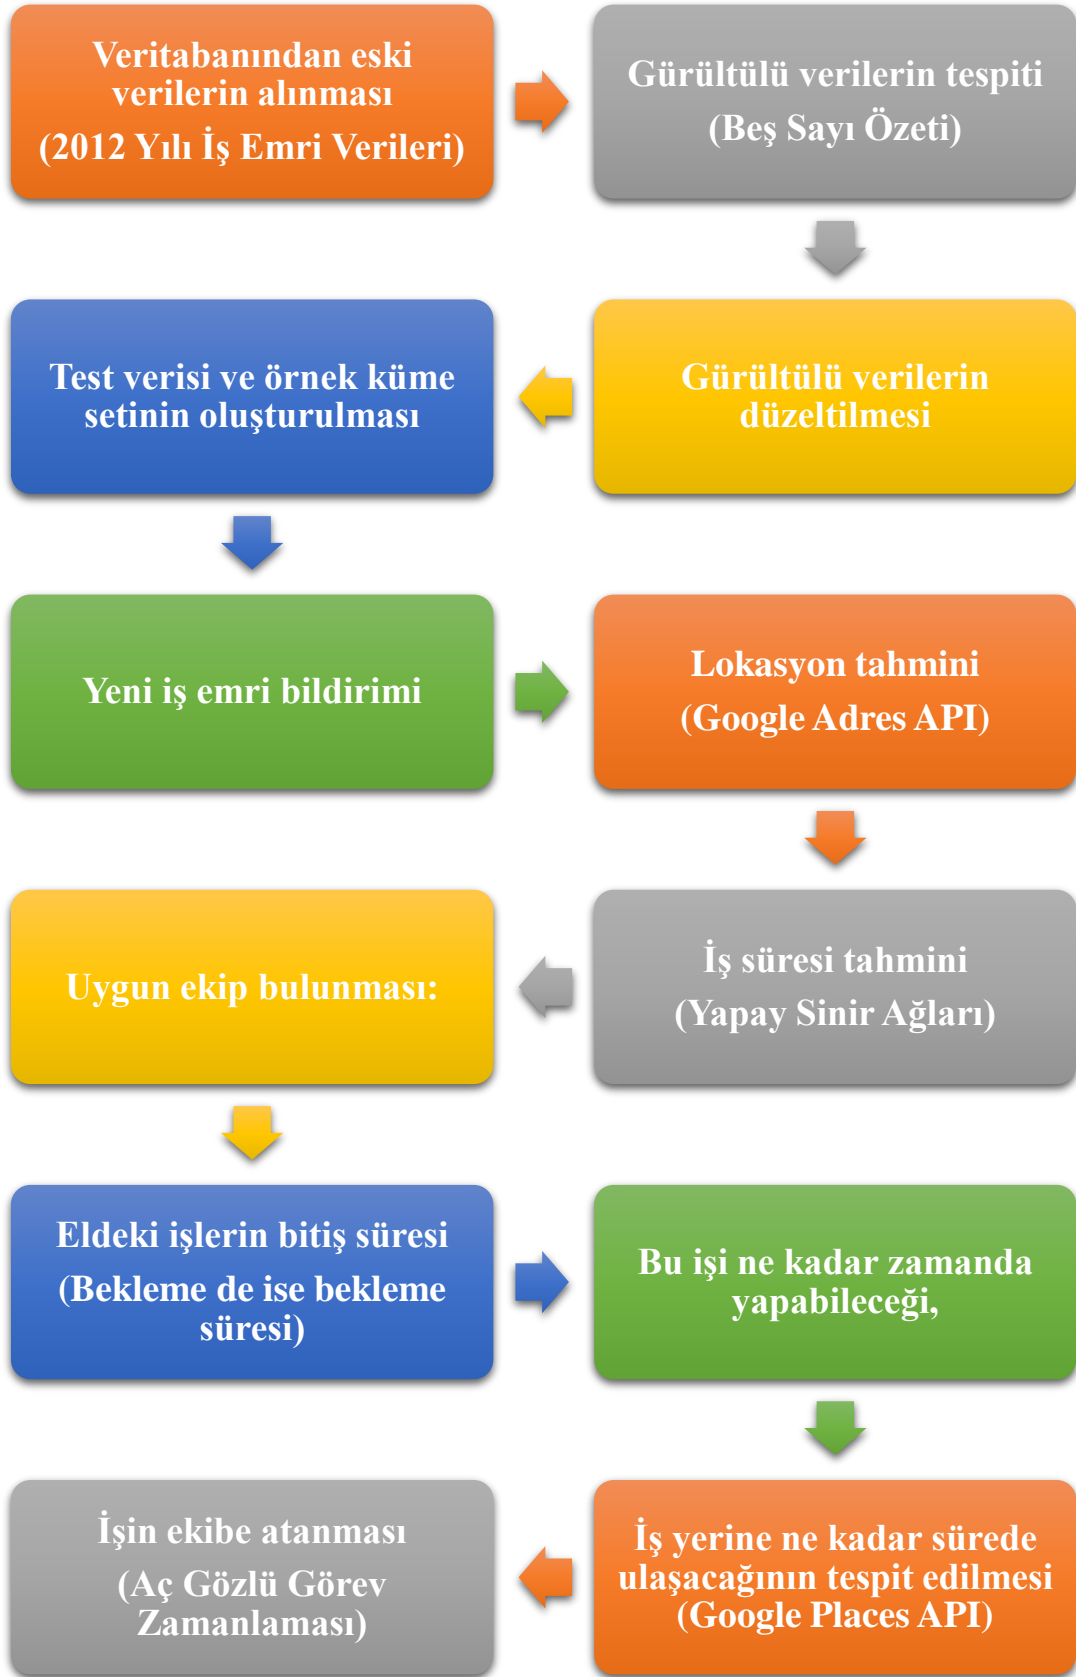 Veritabanından eski
verilerin alınması
(2012 Yılı İş Emri Verileri)
Gürültülü verilerin tespiti
(Beş Sayı Özeti)
Gürültülü verilerin
düzeltilmesi
Test verisi ve örnek küme
setinin oluşturulması
Yeni iş emri bildirimi
Lokasyon tahmini
(Google Adres API)
İş süresi tahmini
(Yapay Sinir Ağları)
Uygun ekip bulunması:
Eldeki işlerin bitiş süresi
(Bekleme de ise bekleme
süresi)
Bu işi ne kadar zamanda
yapabileceği,
İş yerine ne kadar sürede
ulaşacağının tespit edilmesi
(Google Places API)
İşin ekibe atanması
(Aç Gözlü Görev
Zamanlaması)